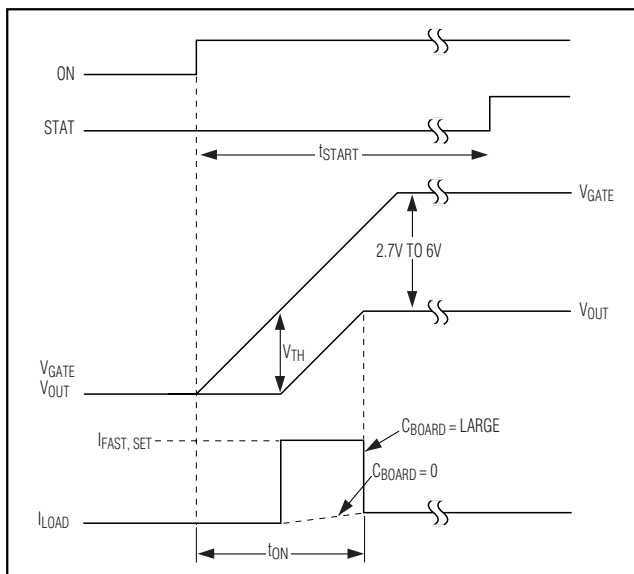 ON
STAT
tSTART
VGATE
2.7V TO 6V
VOUT
VTH
VGATE
VOUT
IFAST, SET
CBOARD = LARGE
CBOARD = 0
ILOAD
tON